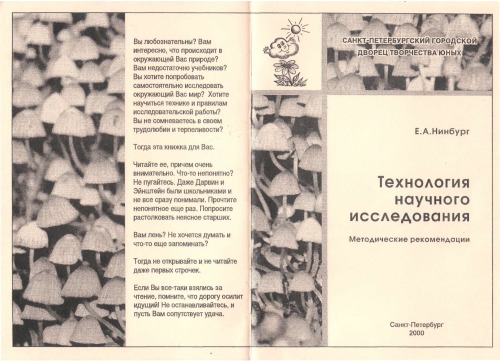 Вы любознательны? Вам
интересно, что происходит в
окружающей Вас природе?
Вам недостаточно учебников?
Вы хотите попробовать
самостоятельно исследовать
окружающий Вас мир? Хотите
научиться технике и правилам
исследовательской работы?
Вы не сомневаетесь в своем
трудолюбии и терпеливости?
Тогда эта книжка для Вас.
Читайте ее, причем очень
внимательно. Что-то непонятно?
Не пугайтесь. Даже Дарвин и
Эйнштейн были школьниками и
не все сразу понимали. Прочтите
непонятное еще раз. Попросите
растолковать неясное старших.
Вам лень? Не хочется думать и
что-то еще запоминать?
Тогда не открывайте и не читайте
даже первых строчек.
Если Вы все-таки взялись за
чтение, помните, что дорогу осилит
идущий! Не останавливайтесь, и
пусть Вам сопутствует удача.
САНКТ-ПЕТЕРБУРГСКИЙ ГОРОДСКОЙ
ДВОРЕЦ ТВОРЧЕСТВА ЮНЫХ
Е.А.Нинбург
Технология
научного
исследования
Методические рекомендации
Санкт-Петербург
2000